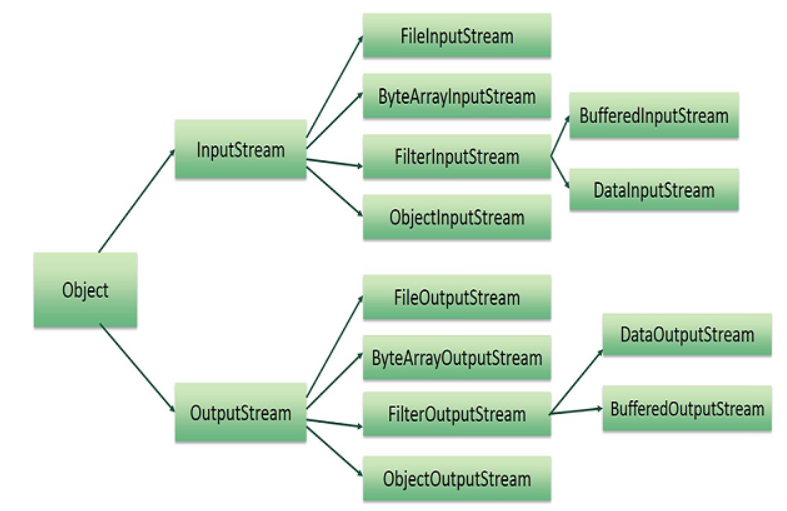 FileInputStream
ByteArrayInputStream
BufferedInputStream
InputStream
FilterInputStream
DataInputStream
ObjectInputStream
Object
FileOutputStream
DataOutputStream
ByteArrayOutputStream
OutputStream
FilterOutputStream
BufferedOutputStream
ObjectOutputStream